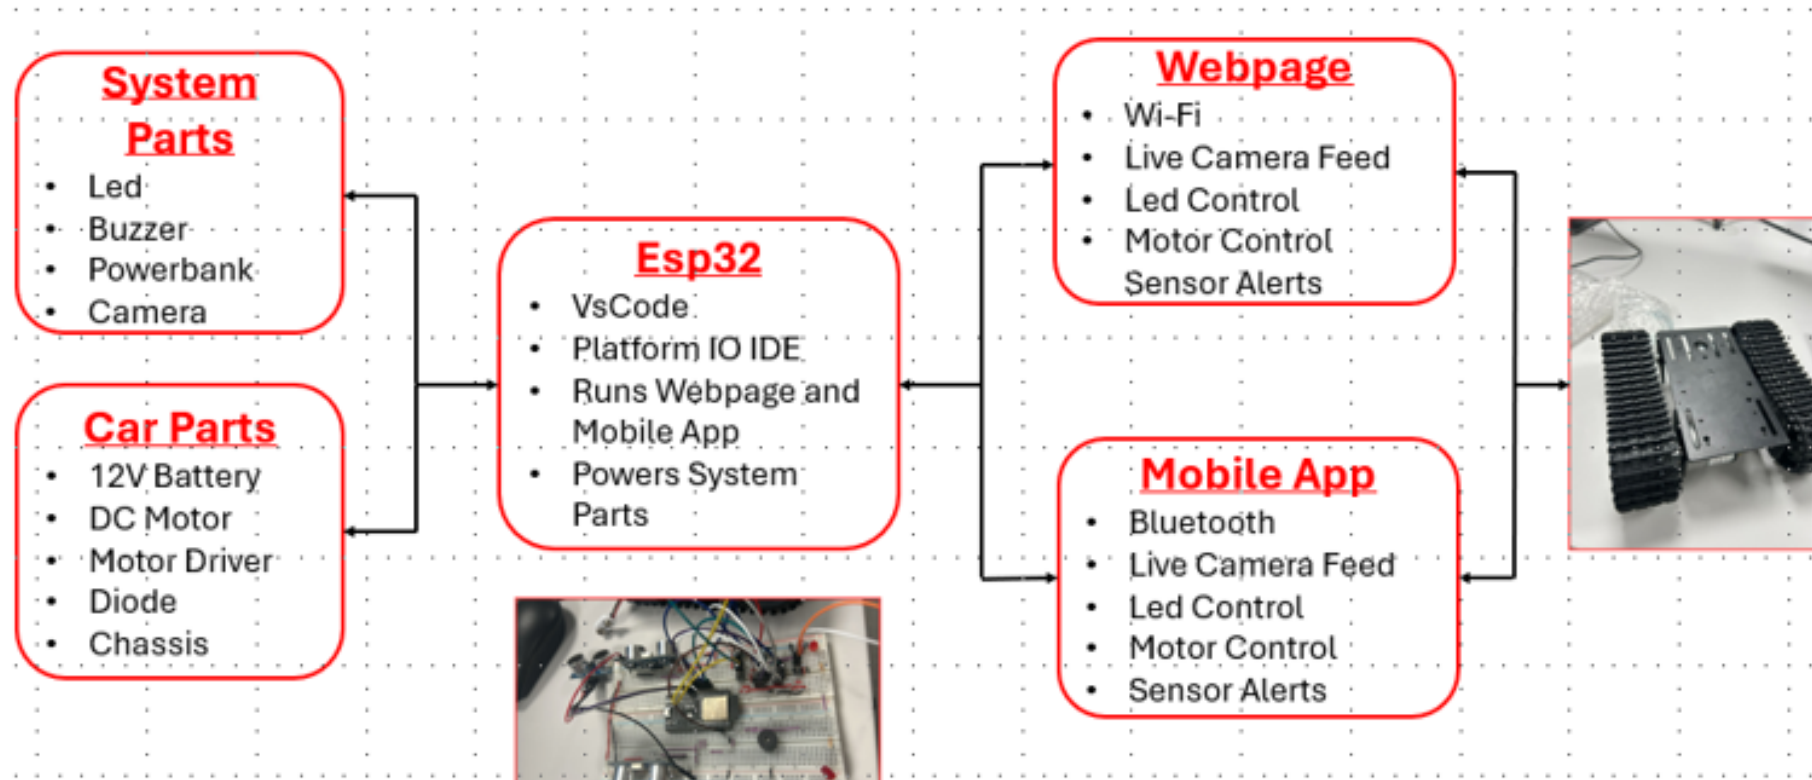 System
Parts
• Led
• Buzzer
• Powerbank
• Camera
Car Parts
• 12V Battery
• DC Motor
• Motor Driver
• Diode
• Chassis
Esp32
• VsCode
• Platform IO IDE
• Runs Webpage and
Mobile App
• Powers System
Parts
Webpage
• Wi-Fi
• Live Camera Feed
• Led Control
• Motor Control
Sensor Alerts
Mobile App
• Bluetooth
• Live Camera Feed
• Led Control
• Motor Control
• Sensor Alerts